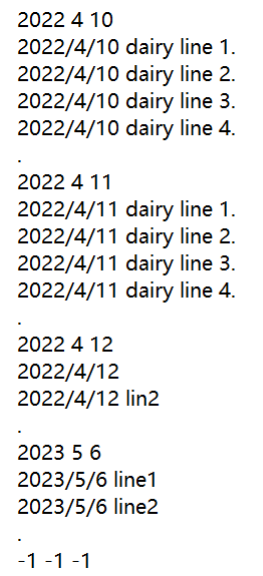 2022 4 10
2022/4/10 dairy line 1.
2022/4/10 dairy line 2.
2022/4/10 dairy line 3.
2022/4/10 dairy line 4.
.
2022 4 11
2022/4/11 dairy line 1.
2022/4/11 dairy line 2.
2022/4/11 dairy line 3.
2022/4/11 dairy line 4.
.
2022 4 12
2022/4/12
2022/4/12 lin2
.
2023 5 6
2023/5/6 line1
2023/5/6 line2
.
-1 -1 -1